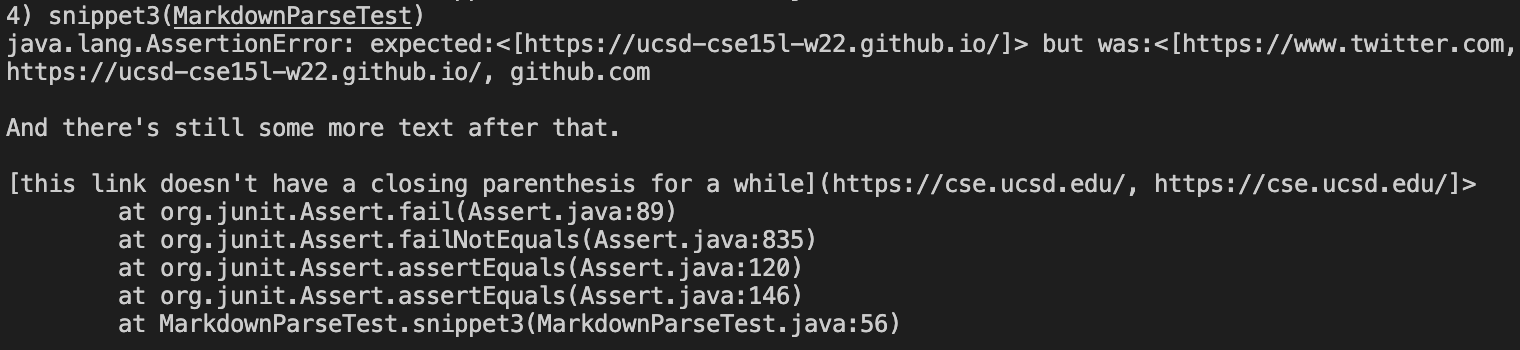 4) snippet3(MarkdownParseTest)
java.lang.AssertionError: expected:<[https://ucsd-cse15l-w22.github.io/]> but was:<[https://www.twitter.com,
https://ucsd-cse15l-w22.github.io/, github.com
And there's still some more text after that.
[this link doesn't have a closing parenthesis for a while](https://cse.ucsd.edu/, https://cse.ucsd.edu/]>
at org.junit.Assert.fail(Assert.java:89)
at org.junit.Assert.failNotEquals(Assert.java:835)
at org.junit.Assert.assertEquals(Assert.java:120)
at org.junit.Assert.assertEquals(Assert.java:146)
at MarkdownParseTest.snippet3(MarkdownParseTest.java:56)